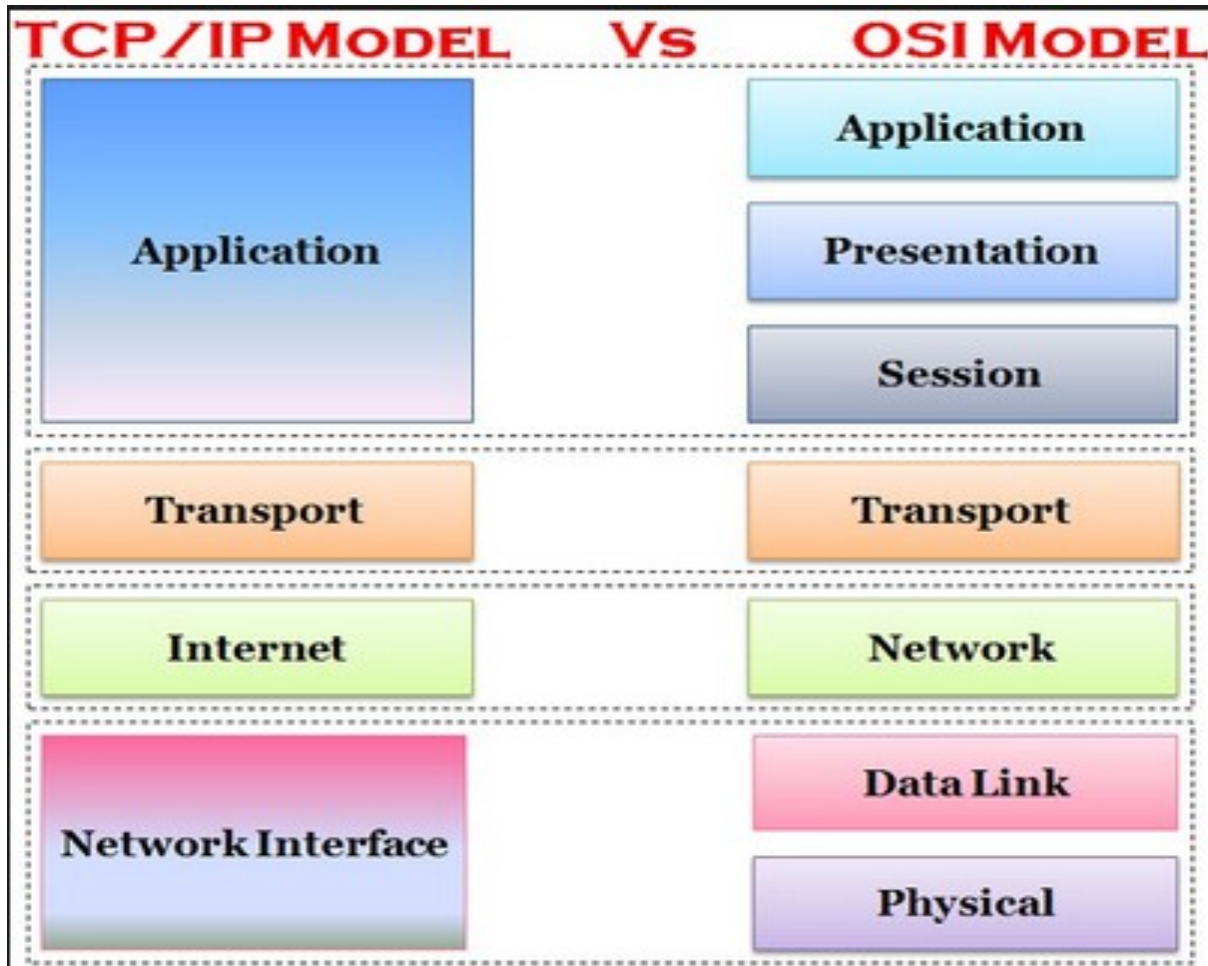 TCP/IP MODEL Vs OSI MODEL
Application
Application
Presentation
Session
Transport
Transport
Internet
Network
Network Interface
Data Link
Physical